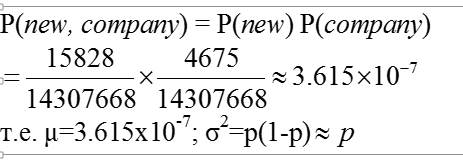 P(new, company) = P(new) P(company)
= 15828/14307668 × 4675/14307668 ≈ 3.615×10⁻⁷
т.е. μ=3.615x10⁻⁷; σ²=p(1-p)≈ p